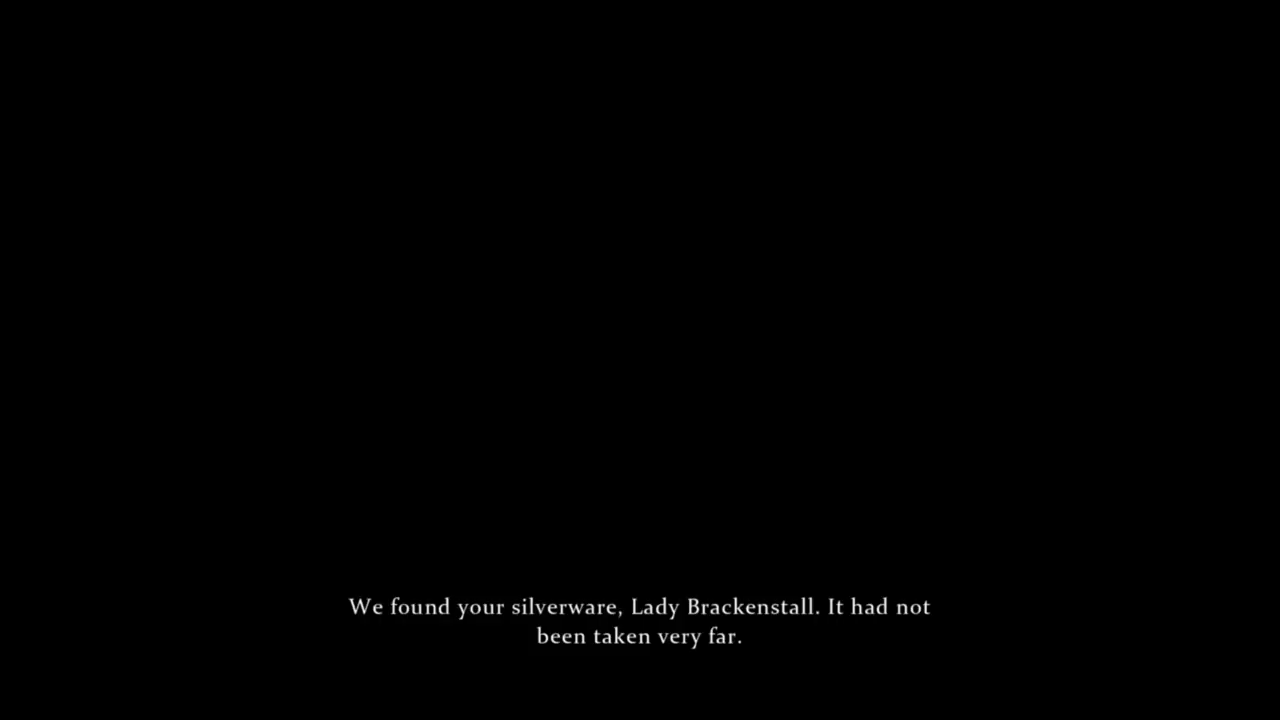 We found your silverware, Lady Brackenstall. It had not
been taken very far.